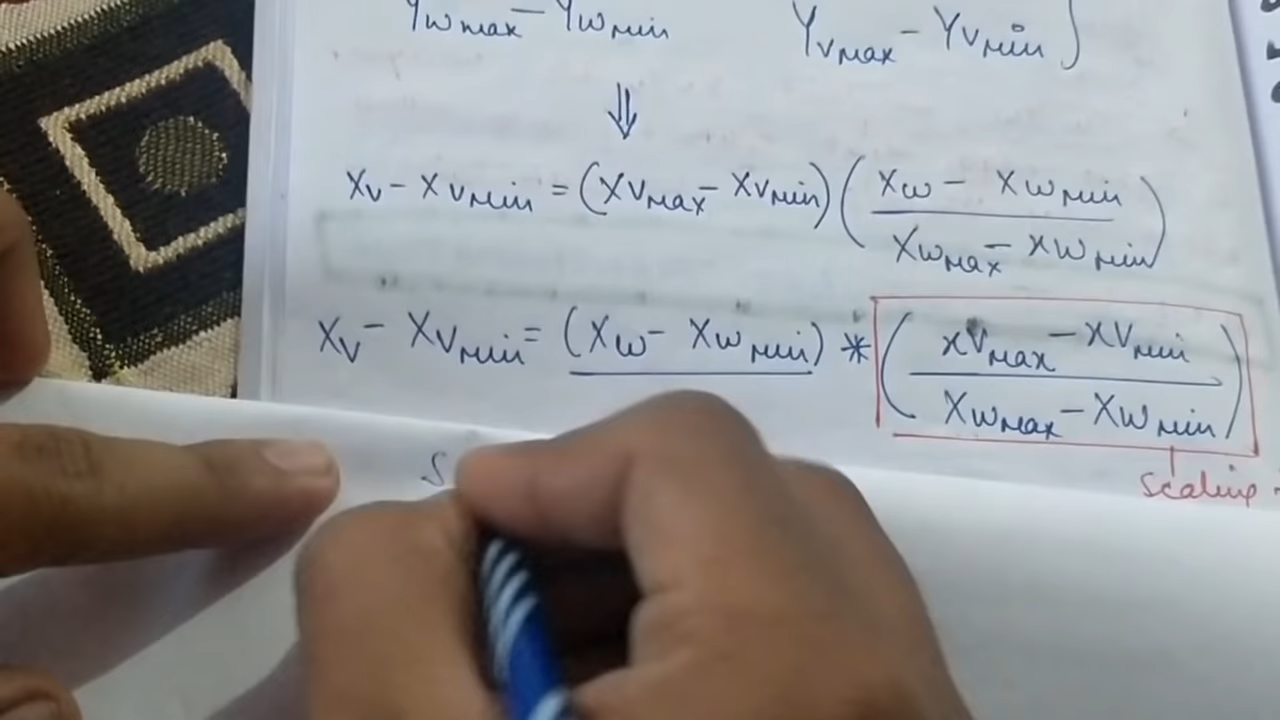 Ywmax - Ywmin Yvmax - Yvmin }
⇓
Xv - Xvmin = (Xvmax - Xvmin) ( Xw - Xwmin / Xwmax - Xwmin )
Xv - Xvmin = (Xw - Xwmin) * ( Xvmax - Xvmin / Xwmax - Xwmin )
S
Scaling